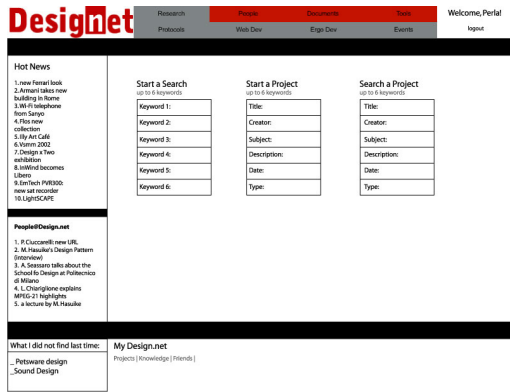 Designet
Research People Documents Tools
Protocols Web Dev Ergo Dev Events
Welcome, Perla!
logout
Hot News
1. new Ferrari look
2. Armani takes new
building in Rome
3. Wi-Fi telephone
from Sanyo
4. Flos new
collection
5. Illy Art Café
6. Vsmm 2002
7. Design x Two
exhibition
8. InWind becomes
Libero
9. EmTech PVR300:
new sat recorder
10. LightSCAPE
People@Design.net
1. P. Ciuccarelli: new URL
2. M. Hasuike's Design Pattern
(interview)
3. A. Seassaro talks about the
School fo Design at Politecnico
di Milano
4. L. Chiariglione explains
MPEG-21 highlights
5. a lecture by M. Hasuike
Start a Search
up to 6 keywords
Keyword 1:
Keyword 2:
Keyword 3:
Keyword 4:
Keyword 5:
Keyword 6:
Start a Project
up to 6 keywords
Title:
Creator:
Subject:
Description:
Date:
Type:
Search a Project
up to 6 keywords
Title:
Creator:
Subject:
Description:
Date:
Type:
What I did not find last time:
_ Petsware design
_Sound Design
My Design.net
Projects | Knowledge | Friends |